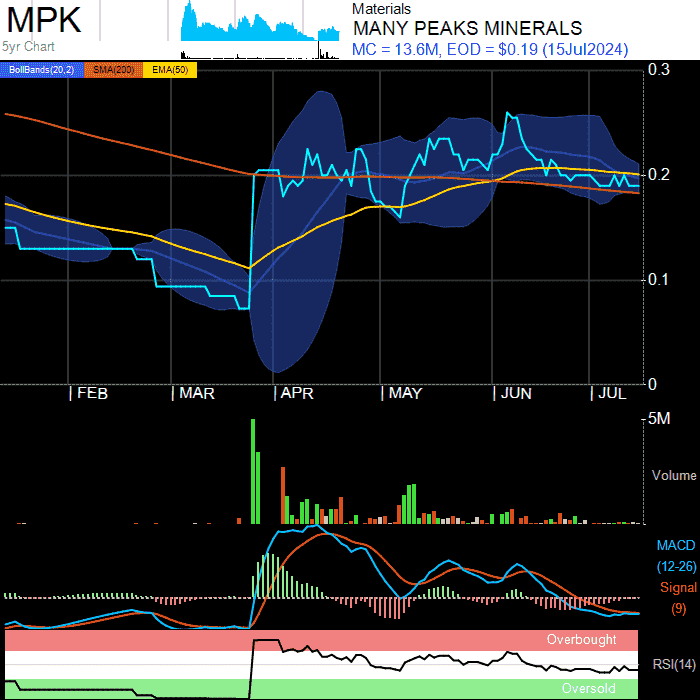 MPK
5yr Chart
Materials
MANY PEAKS MINERALS
MC = 13.6M, EOD = $0.19 (15Jul2024)
BollBands(20,2) SMA(200) EMA(50)
0.3
0.2
0.1
0
FEB MAR APR MAY JUN JUL
5M
Volume
MACD
(12-26)
Signal
(9)
Overbought
RSI(14)
Oversold